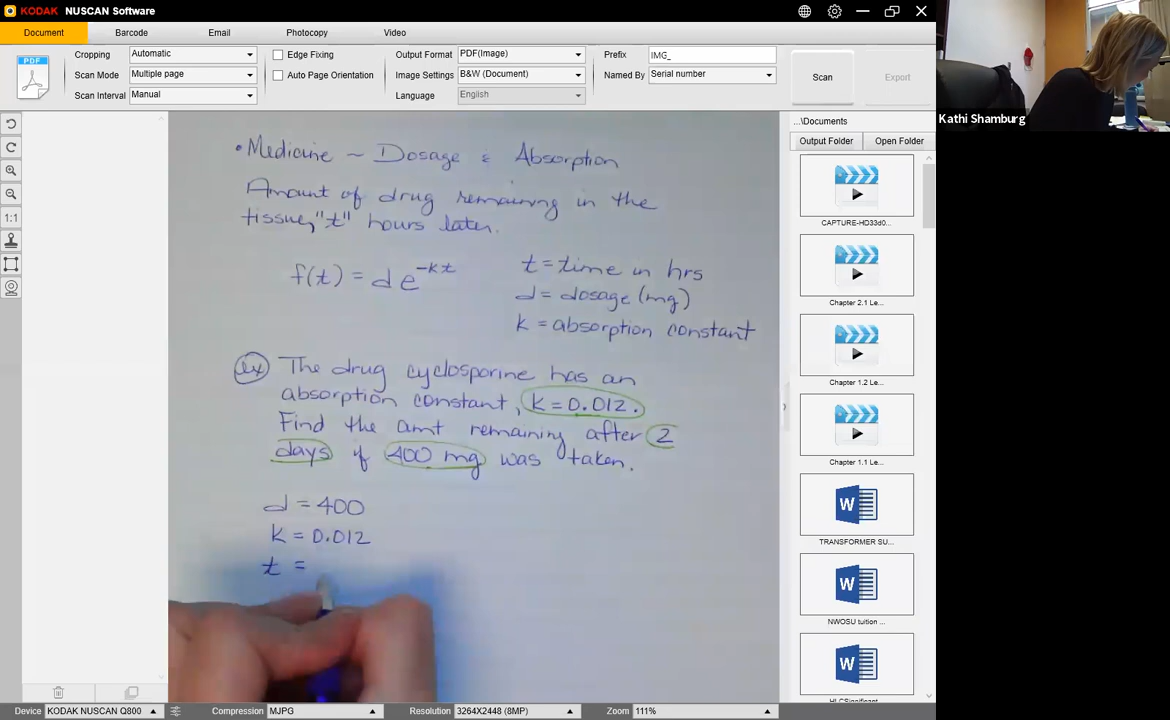 KODAK NUSCAN Software
Document Barcode Email Photocopy Video
Cropping Automatic Edge Fixing Output Format PDF(Image) Prefix IMG_
Scan Mode Multiple page Auto Page Orientation Image Settings B&W (Document) Named By Serial number
Scan Interval Manual Language English
PDF
Scan Export
Kathi Shamburg
...\Documents
Output Folder Open Folder
1:1
• Medicine ~ Dosage & Absorption
Amount of drug remaining in the
tissue, "t" hours later.
f(t) = d e^-kt
t = time in hrs
d = dosage (mg)
k = absorption constant
ex The drug cyclosporine has an
absorption constant, k = 0.012.
Find the amt remaining after 2
days if 400 mg was taken.
d = 400
k = 0.012
t =
CAPTURE-HD33d0...
Chapter 2.1 Le...
Chapter 1.2 Le...
Chapter 1.1 Le...
TRANSFORMER SU...
NWOSU tuition ...
HLCSignificant
Device KODAK NUSCAN Q800 Compression MJPG Resolution 3264X2448 (8MP) Zoom 111%